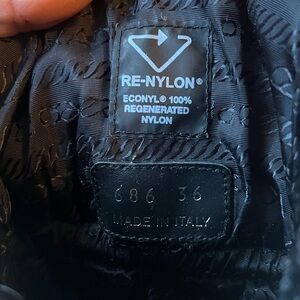 RE-NYLON®
ECONYL® 100%
REGENERATED
NYLON
686 36
MADE IN ITALY